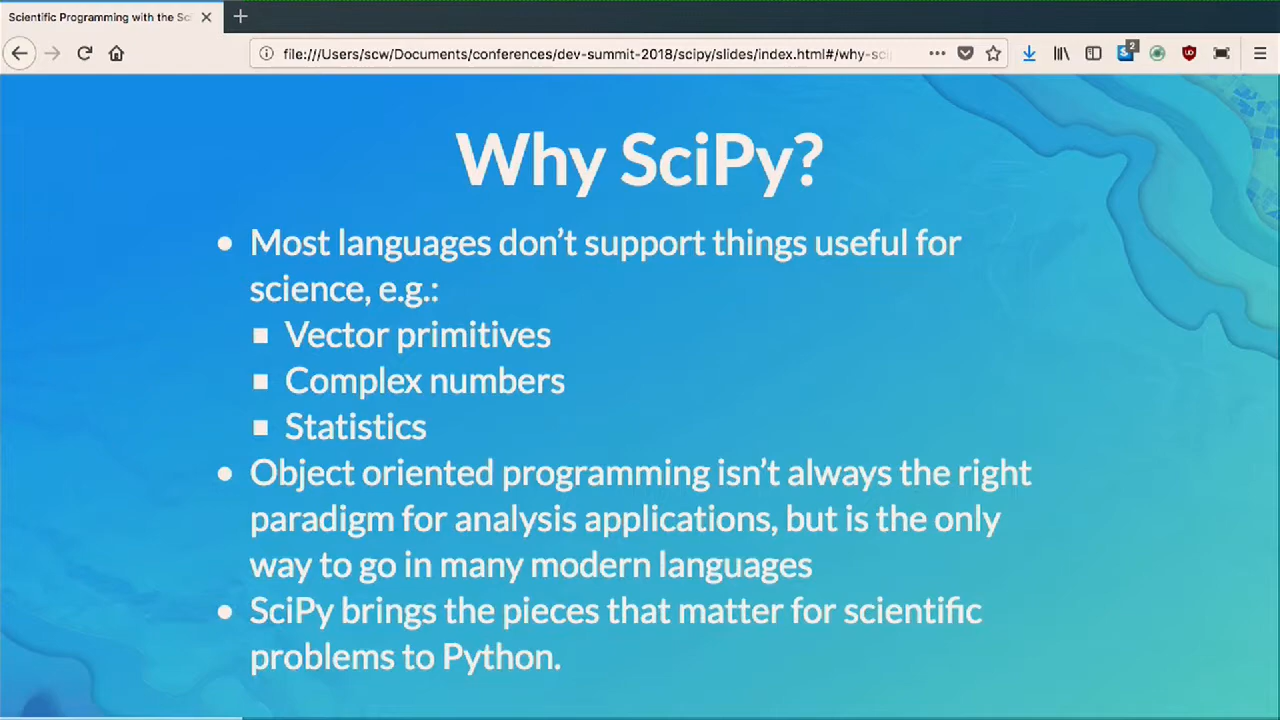 Scientific Programming with the Sci
file:///Users/scw/Documents/conferences/dev-summit-2018/scipy/slides/index.html#/why-sci
2
Why SciPy?
Most languages don’t support things useful for
science, e.g.:
Vector primitives
Complex numbers
Statistics
Object oriented programming isn’t always the right
paradigm for analysis applications, but is the only
way to go in many modern languages
SciPy brings the pieces that matter for scientific
problems to Python.